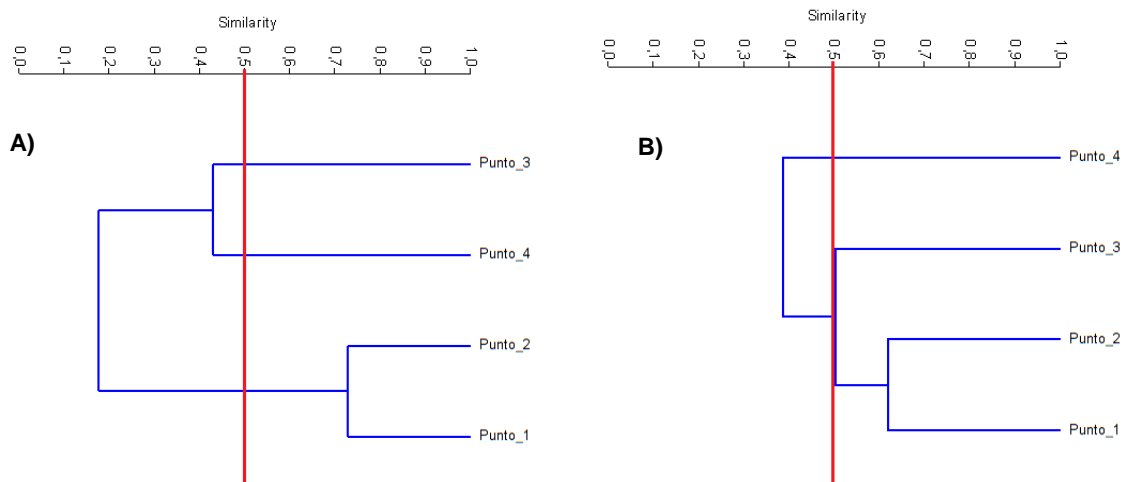 Similarity
0,0 0,1 0,2 0,3 0,4 0,5 0,6 0,7 0,8 0,9 1,0
A)
Punto_3
Punto_4
Punto_2
Punto_1
Similarity
0,0 0,1 0,2 0,3 0,4 0,5 0,6 0,7 0,8 0,9 1,0
B)
Punto_4
Punto_3
Punto_2
Punto_1